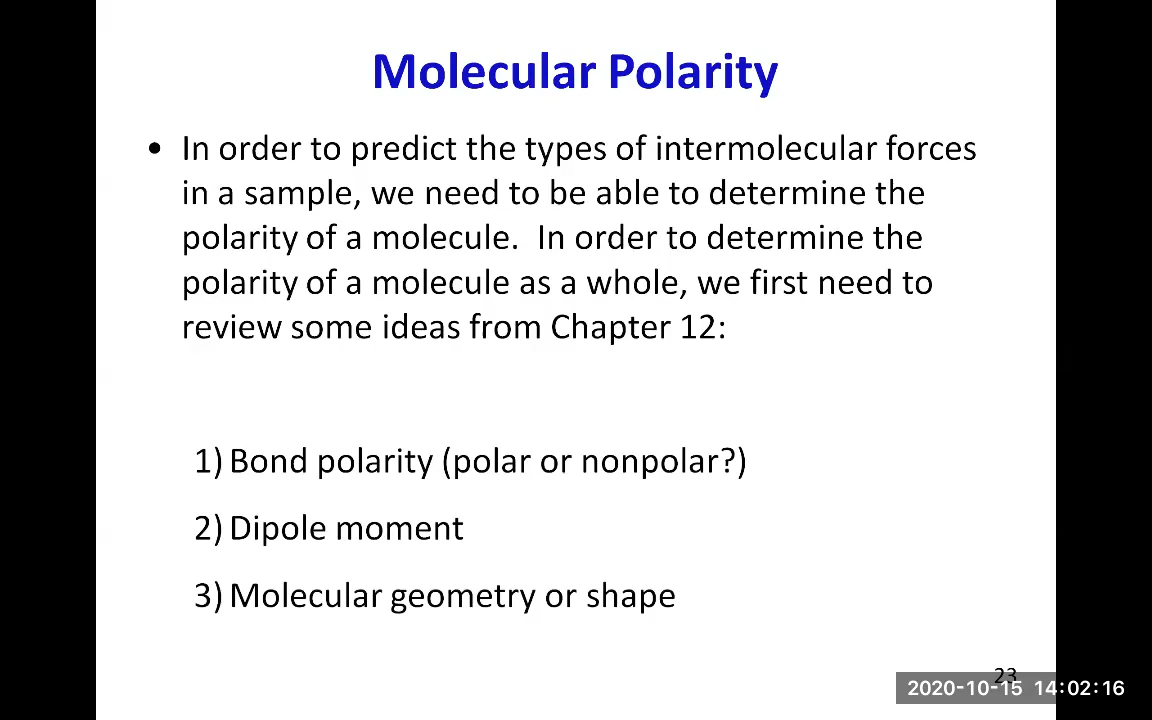 Molecular Polarity
• In order to predict the types of intermolecular forces
in a sample, we need to be able to determine the
polarity of a molecule.  In order to determine the
polarity of a molecule as a whole, we first need to
review some ideas from Chapter 12:
1) Bond polarity (polar or nonpolar?)
2) Dipole moment
3) Molecular geometry or shape
23
2020-10-15 14:02:16